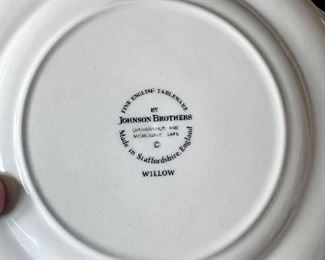 FINE ENGLISH TABLEWARE
BY
JOHNSON BROTHERS
DISHWASHER AND
MICROWAVE SAFE
©
Made in Staffordshire, England
WILLOW